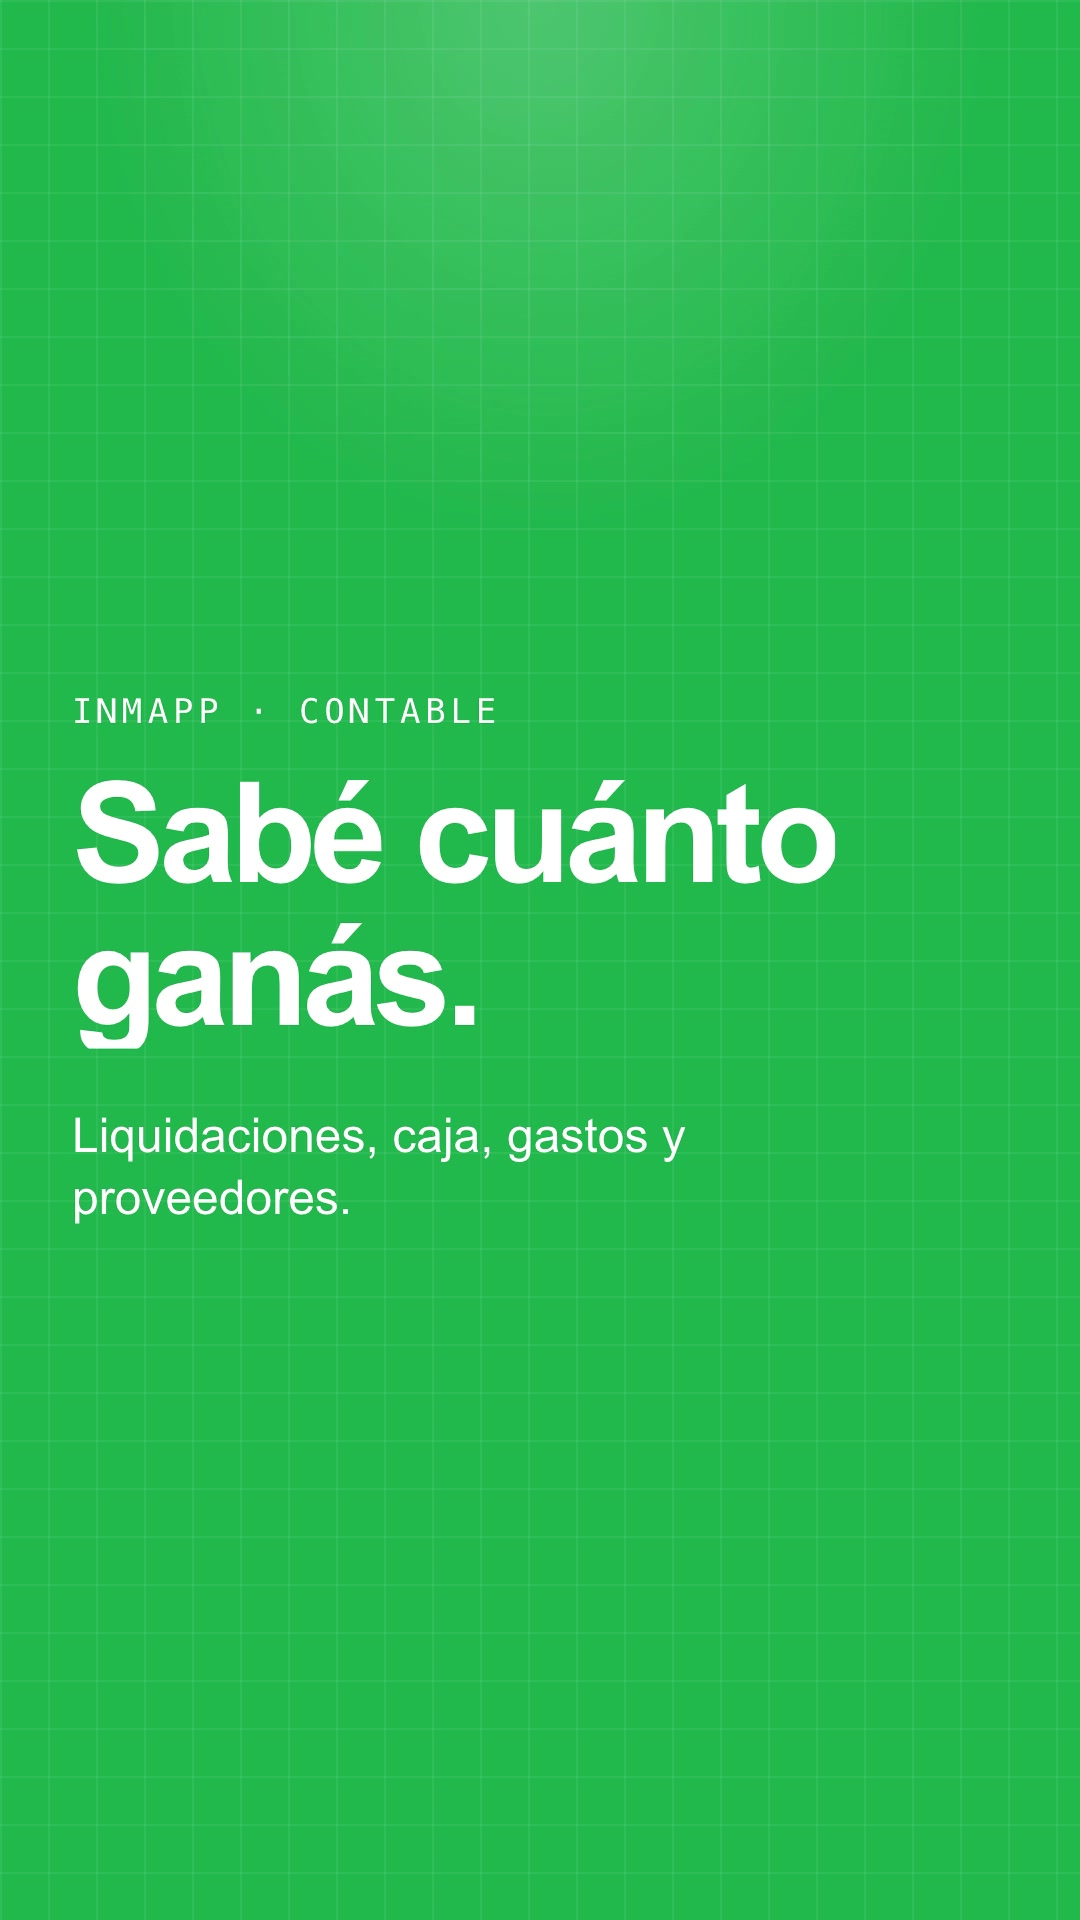 INMAPP · CONTABLE
Sabé cuánto
ganás.
Liquidaciones, caja, gastos y
proveedores.